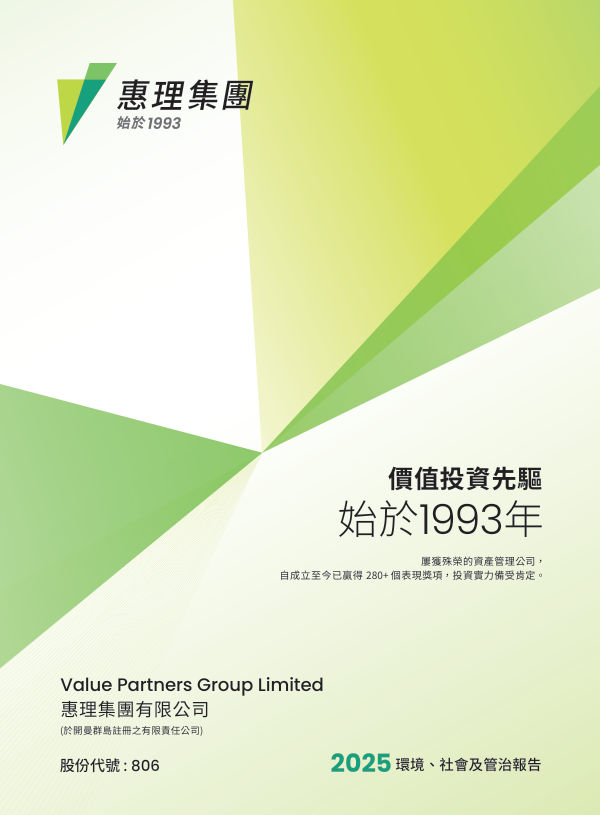 惠理集團
始於1993
價值投資先驅
始於1993年
屢獲殊榮的資產管理公司，
自成立至今已贏得 280+ 個表現獎項，投資實力備受肯定。
Value Partners Group Limited
惠理集團有限公司
(於開曼群島註冊之有限責任公司)
股份代號 : 806
2025 環境、社會及管治報告